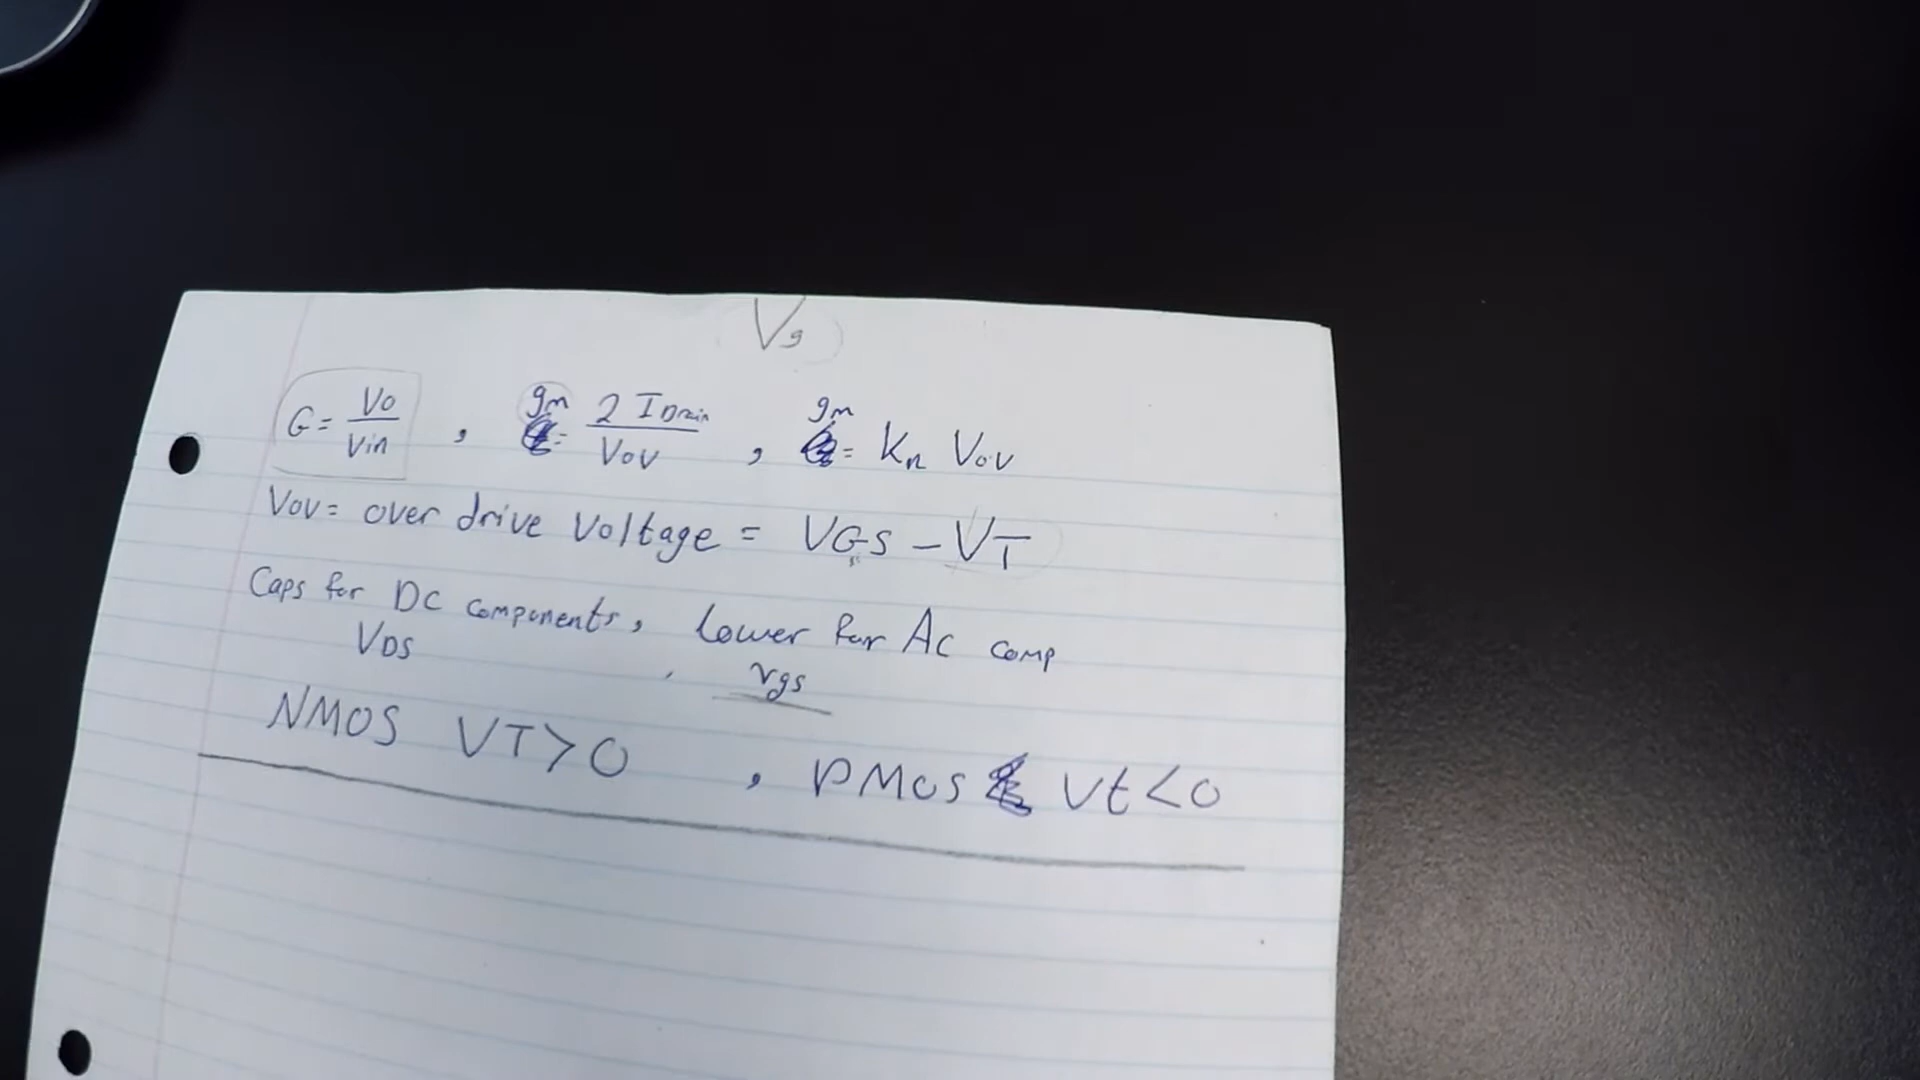 Vg
G = Vo/Vin , gm = 2 IDrain/Vov , gm = Kn Vov
Vov = over drive Voltage = VGS - VT
Caps for DC components, lower for Ac comp
VDS vgs
NMOS VT>0 , PMOS Vt<0